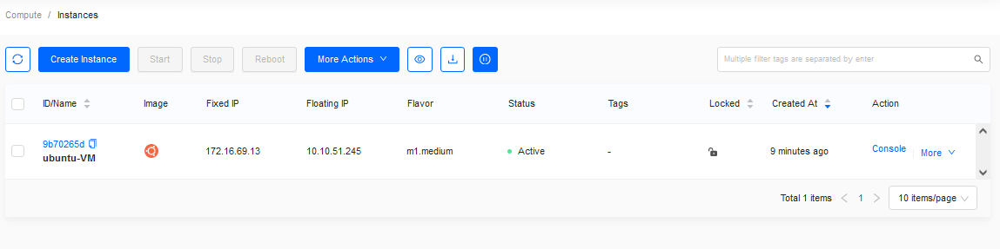 Compute / Instances
Create Instance Start Stop Reboot More Actions Multiple filter tags are separated by enter
ID/Name Image Fixed IP Floating IP Flavor Status Tags Locked Created At Action
9b70265d
ubuntu-VM 172.16.69.13 10.10.51.245 m1.medium Active - 9 minutes ago Console More
Total 1 items 1 10 items/page